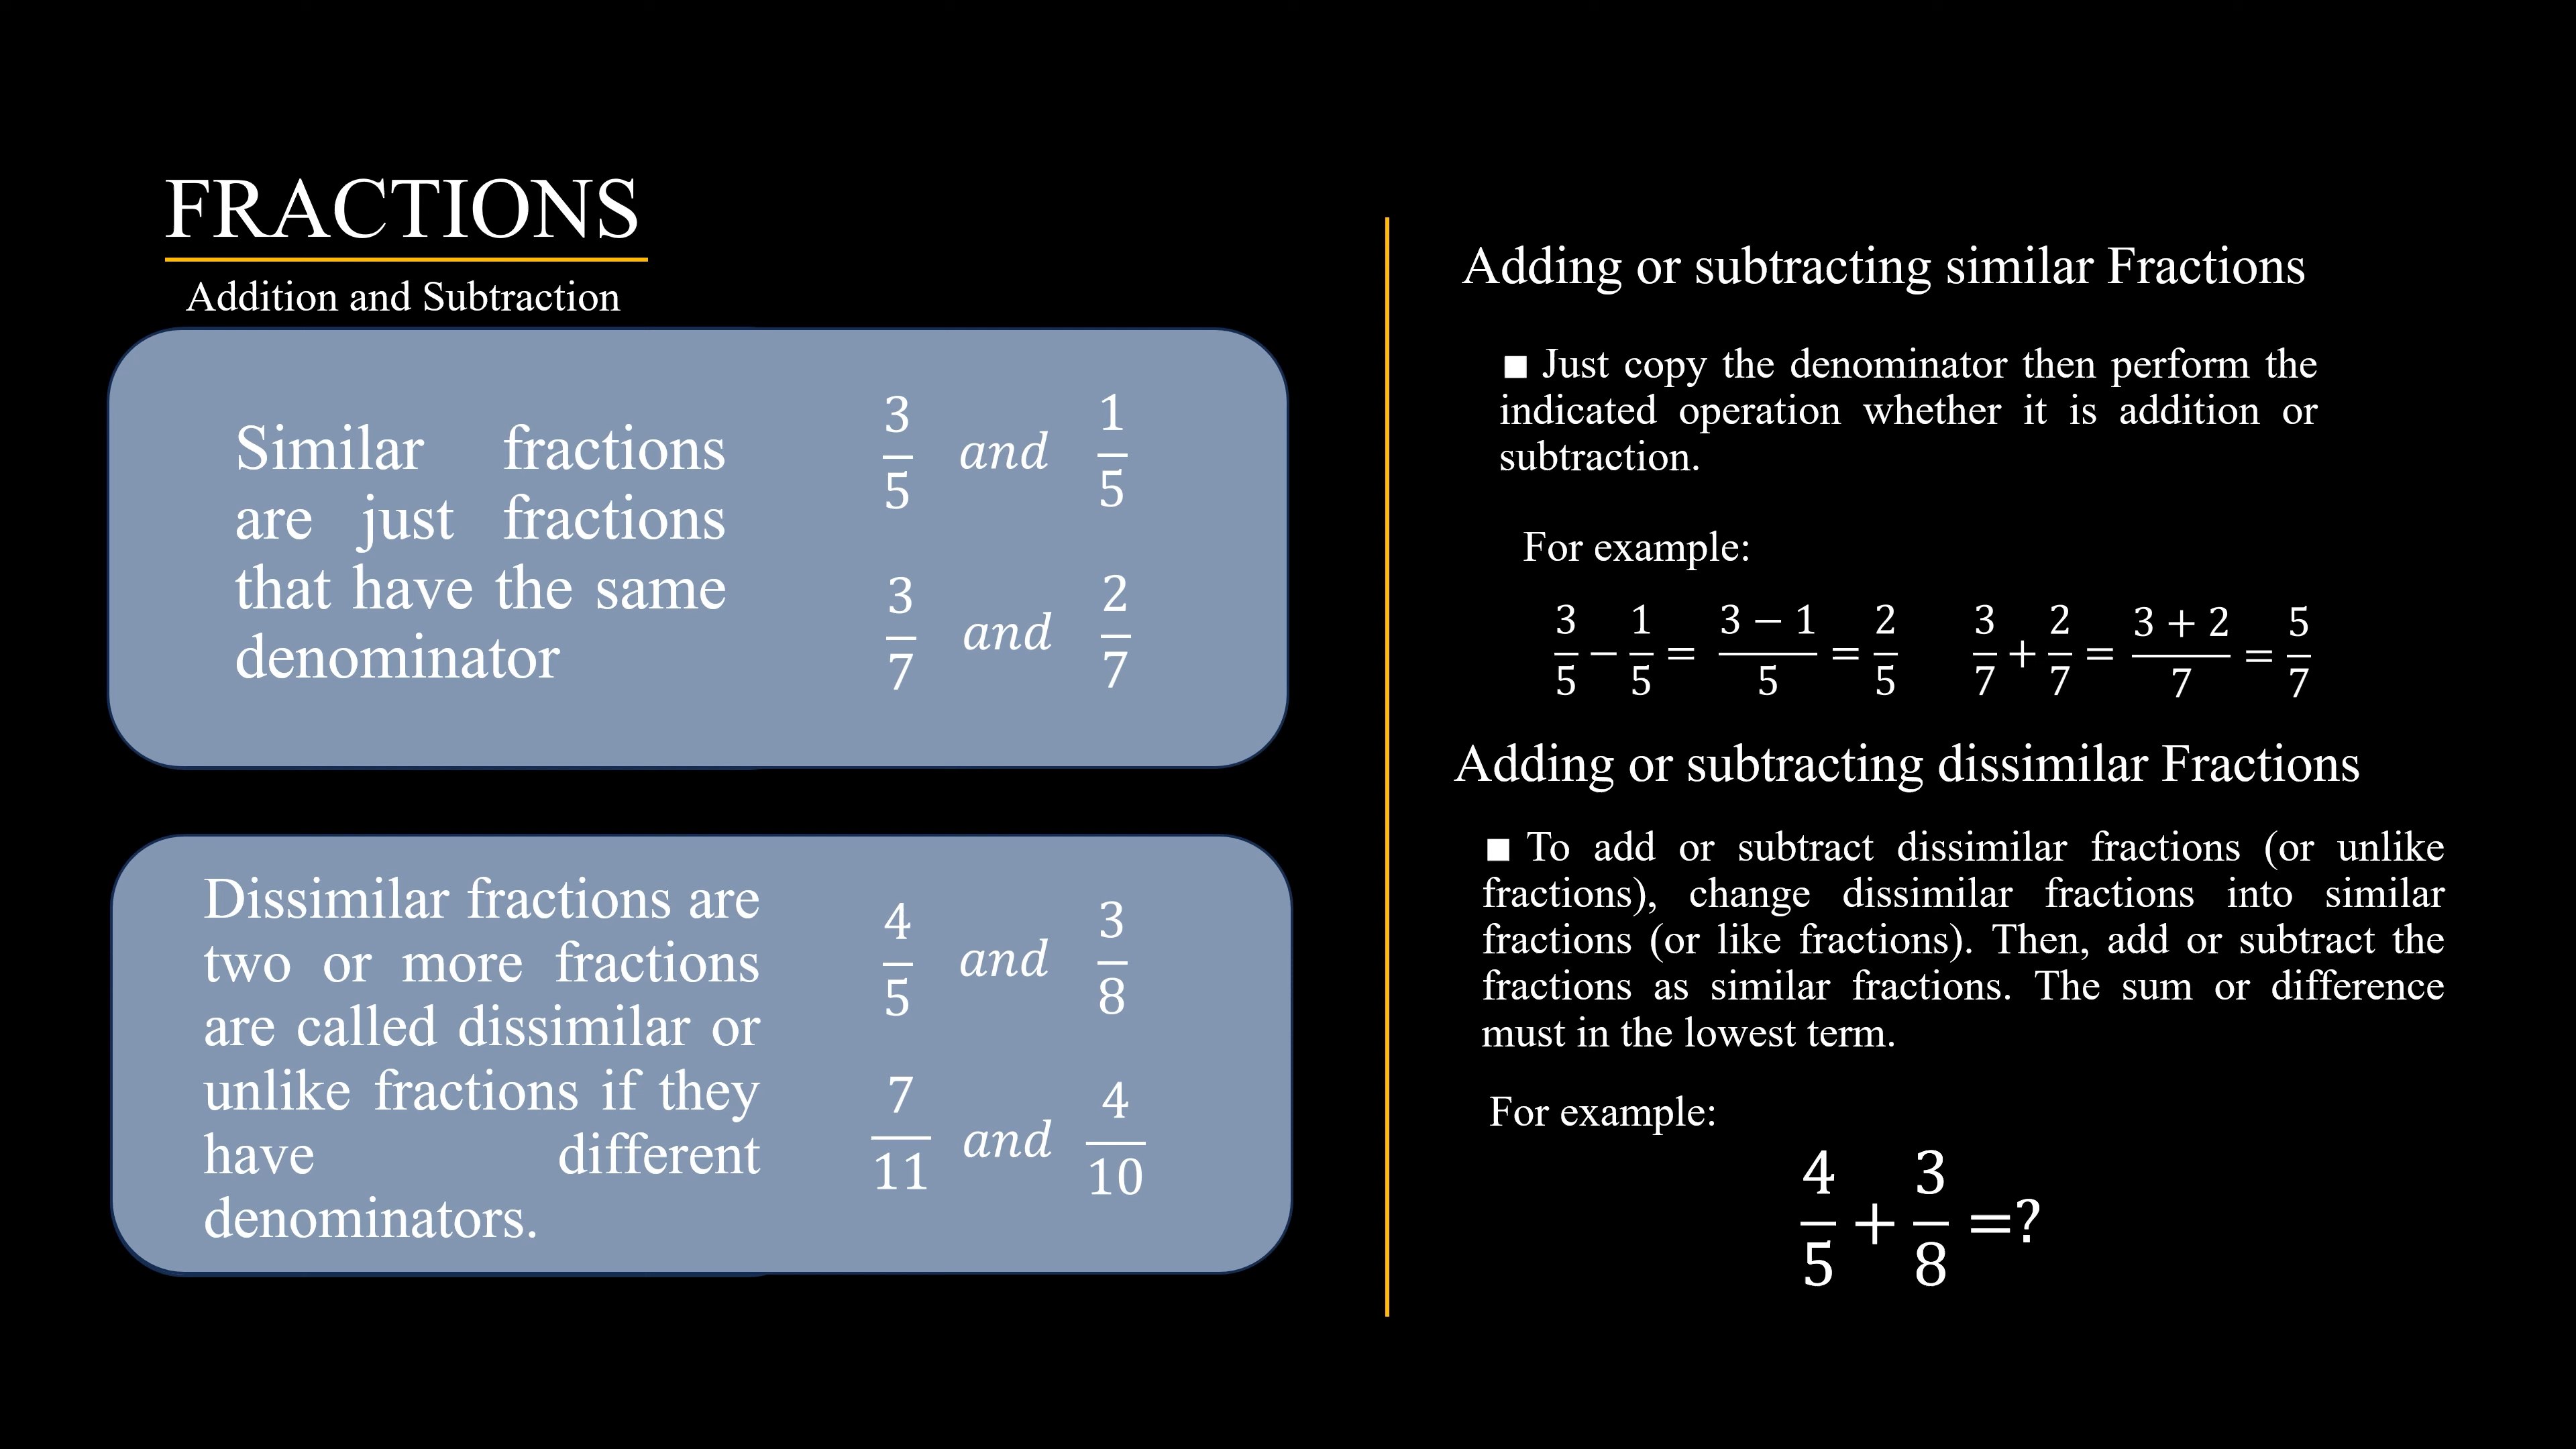 FRACTIONS
Addition and Subtraction
Similar fractions
are just fractions
that have the same
denominator
3/5 and 1/5
3/7 and 2/7
Dissimilar fractions are
two or more fractions
are called dissimilar or
unlike fractions if they
have different
denominators.
4/5 and 3/8
7/11 and 4/10
Adding or subtracting similar Fractions
■ Just copy the denominator then perform the
indicated operation whether it is addition or
subtraction.
For example:
3/5 − 1/5 = (3 − 1)/5 = 2/5 3/7 + 2/7 = (3 + 2)/7 = 5/7
Adding or subtracting dissimilar Fractions
■ To add or subtract dissimilar fractions (or unlike
fractions), change dissimilar fractions into similar
fractions (or like fractions). Then, add or subtract the
fractions as similar fractions. The sum or difference
must in the lowest term.
For example:
4/5 + 3/8 =?